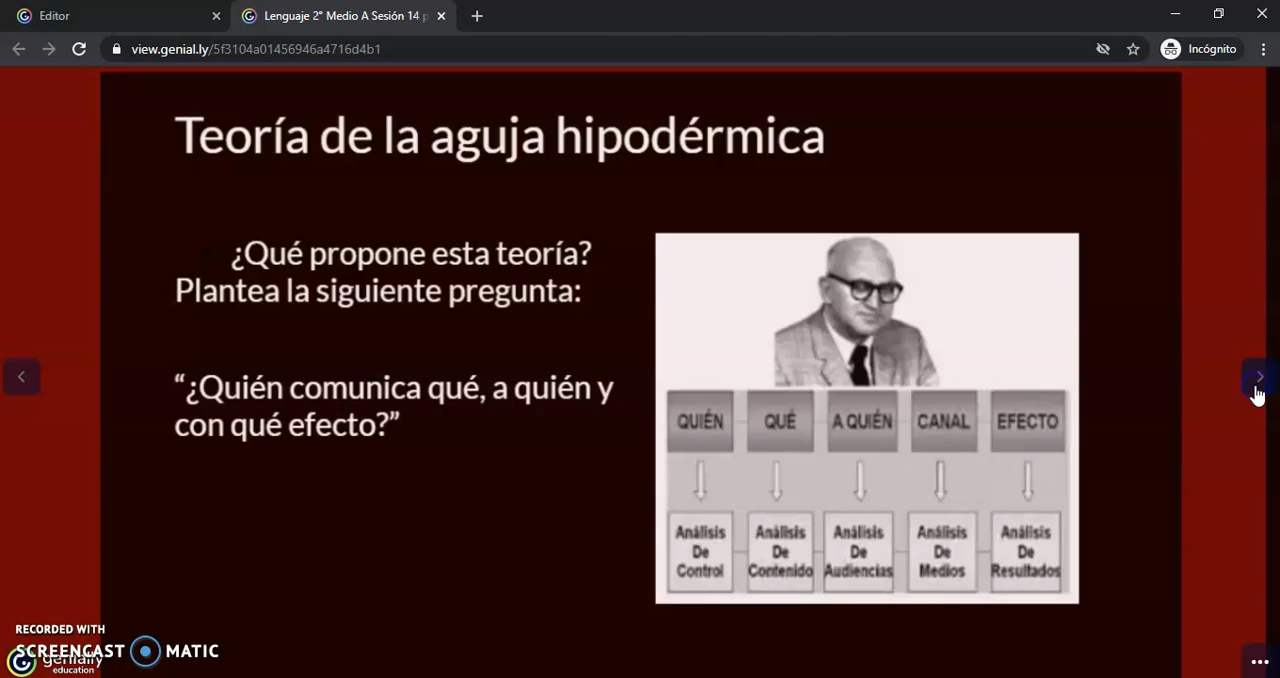 Editor
Lenguaje 2° Medio A Sesión 14 p
view.genial.ly/5f3104a01456946a4716d4b1
Incógnito
Teoría de la aguja hipodérmica
¿Qué propone esta teoría?
Plantea la siguiente pregunta:
“¿Quién comunica qué, a quién y
con qué efecto?”
QUIÉN QUÉ A QUIÉN CANAL EFECTO
Análisis De Control
Análisis De Contenido
Análisis De Audiencias
Análisis De Medios
Análisis De Resultados
RECORDED WITH
SCREENCAST MATIC
genially
education